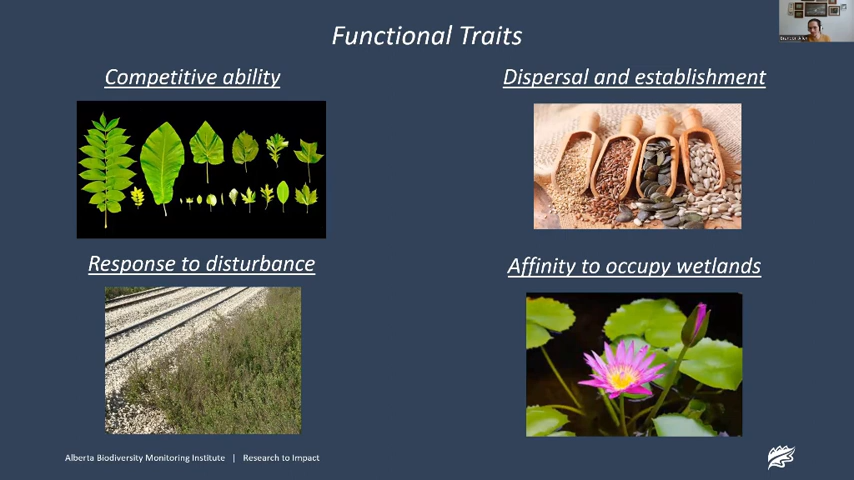 Functional Traits
Competitive ability
Dispersal and establishment
Response to disturbance
Affinity to occupy wetlands
Alberta Biodiversity Monitoring Institute | Research to Impact